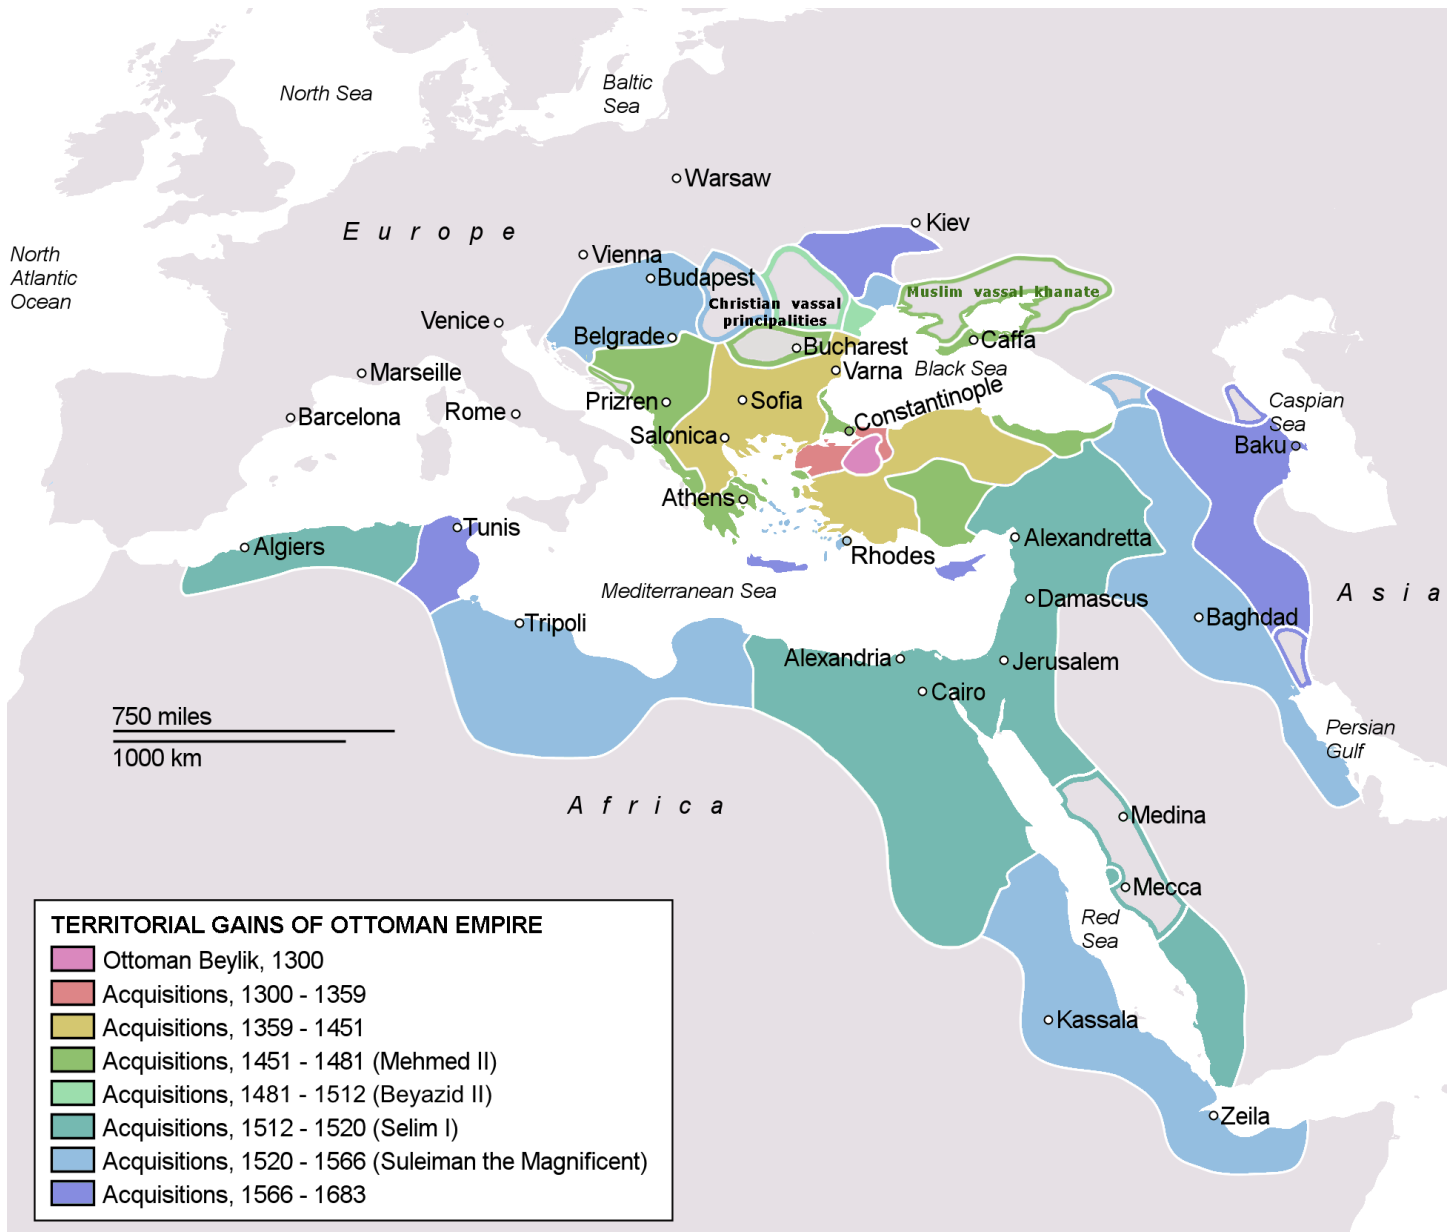 North Sea
Baltic
Sea
Warsaw
Europe
Kiev
North
Atlantic
Ocean
Vienna
Budapest
Muslim vassal khanate
Christian vassal
principalities
Venice
Belgrade
Bucharest
Caffa
Black Sea
Marseille
Varna
Barcelona
Rome
Prizren
Sofia
Constantinople
Caspian
Sea
Salonica
Baku
Athens
Tunis
Algiers
Rhodes
Alexandretta
Mediterranean Sea
Damascus
Asia
Tripoli
Baghdad
Alexandria
Jerusalem
Cairo
750 miles
1000 km
Persian
Gulf
Africa
Medina
Mecca
Red
Sea
Kassala
Zeila
TERRITORIAL GAINS OF OTTOMAN EMPIRE
Ottoman Beylik, 1300
Acquisitions, 1300 - 1359
Acquisitions, 1359 - 1451
Acquisitions, 1451 - 1481 (Mehmed II)
Acquisitions, 1481 - 1512 (Beyazid II)
Acquisitions, 1512 - 1520 (Selim I)
Acquisitions, 1520 - 1566 (Suleiman the Magnificent)
Acquisitions, 1566 - 1683